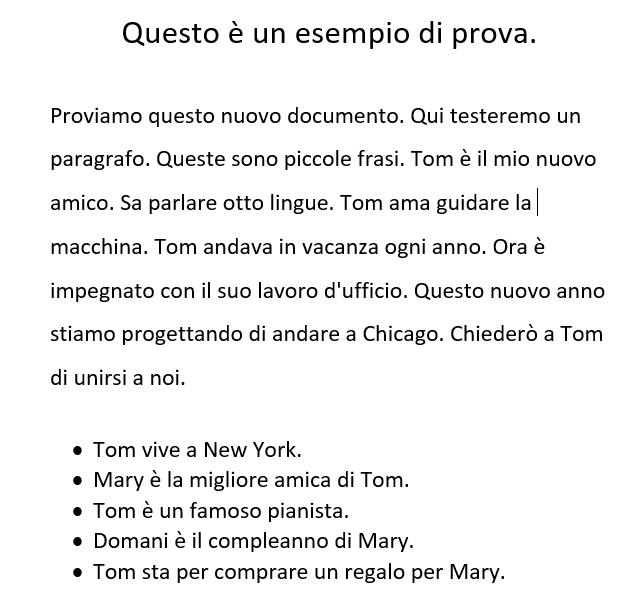 Questo è un esempio di prova.
Proviamo questo nuovo documento. Qui testeremo un
paragrafo. Queste sono piccole frasi. Tom è il mio nuovo
amico. Sa parlare otto lingue. Tom ama guidare la
macchina. Tom andava in vacanza ogni anno. Ora è
impegnato con il suo lavoro d'ufficio. Questo nuovo anno
stiamo progettando di andare a Chicago. Chiederò a Tom
di unirsi a noi.
• Tom vive a New York.
• Mary è la migliore amica di Tom.
• Tom è un famoso pianista.
• Domani è il compleanno di Mary.
• Tom sta per comprare un regalo per Mary.